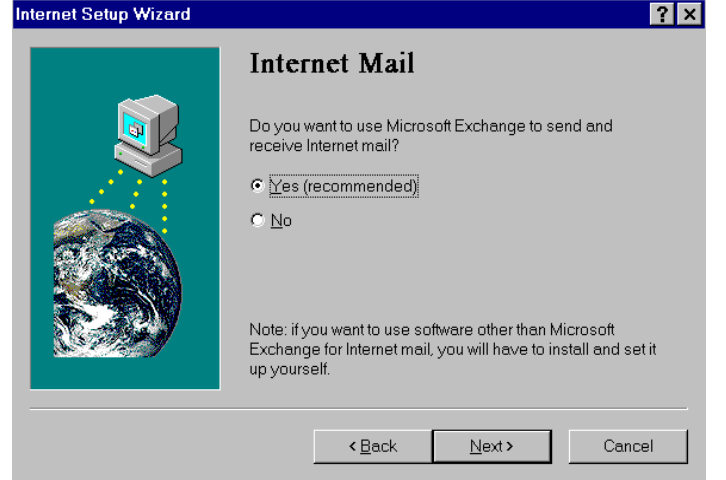 Internet Setup Wizard
Internet Mail
Do you want to use Microsoft Exchange to send and
receive Internet mail?
Yes (recommended)
No
Note: if you want to use software other than Microsoft
Exchange for Internet mail, you will have to install and set it
up yourself.
< Back Next > Cancel